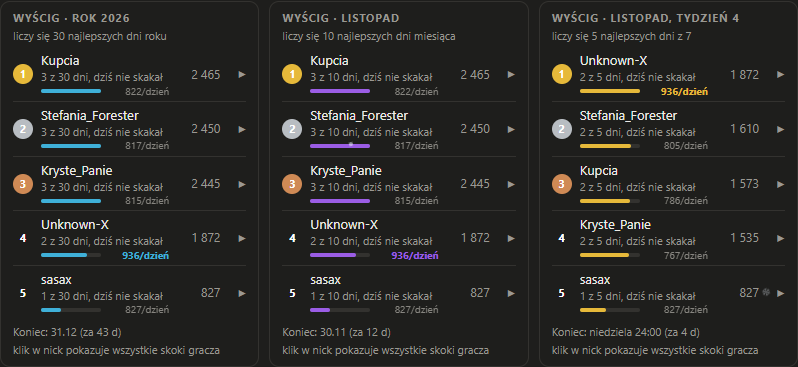 WYŚCIG · ROK 2026
liczy się 30 najlepszych dni roku
1
Kupcia
3 z 30 dni, dziś nie skakał
822/dzień
2 465
▶
2
Stefania_Forester
3 z 30 dni, dziś nie skakał
817/dzień
2 450
▶
3
Kryste_Panie
3 z 30 dni, dziś nie skakał
815/dzień
2 445
▶
4
Unknown-X
2 z 30 dni, dziś nie skakał
936/dzień
1 872
▶
5
sasax
1 z 30 dni, dziś nie skakał
827/dzień
827
▶
Koniec: 31.12 (za 43 d)
klik w nick pokazuje wszystkie skoki gracza
WYŚCIG · LISTOPAD
liczy się 10 najlepszych dni miesiąca
1
Kupcia
3 z 10 dni, dziś nie skakał
822/dzień
2 465
▶
2
Stefania_Forester
3 z 10 dni, dziś nie skakał
817/dzień
2 450
▶
3
Kryste_Panie
3 z 10 dni, dziś nie skakał
815/dzień
2 445
▶
4
Unknown-X
2 z 10 dni, dziś nie skakał
936/dzień
1 872
▶
5
sasax
1 z 10 dni, dziś nie skakał
827/dzień
827
▶
Koniec: 30.11 (za 12 d)
klik w nick pokazuje wszystkie skoki gracza
WYŚCIG · LISTOPAD, TYDZIEŃ 4
liczy się 5 najlepszych dni z 7
1
Unknown-X
2 z 5 dni, dziś nie skakał
936/dzień
1 872
▶
2
Stefania_Forester
2 z 5 dni, dziś nie skakał
805/dzień
1 610
▶
3
Kupcia
2 z 5 dni, dziś nie skakał
786/dzień
1 573
▶
4
Kryste_Panie
2 z 5 dni, dziś nie skakał
767/dzień
1 535
▶
5
sasax
1 z 5 dni, dziś nie skakał
827/dzień
827
▶
Koniec: niedziela 24:00 (za 4 d)
klik w nick pokazuje wszystkie skoki gracza